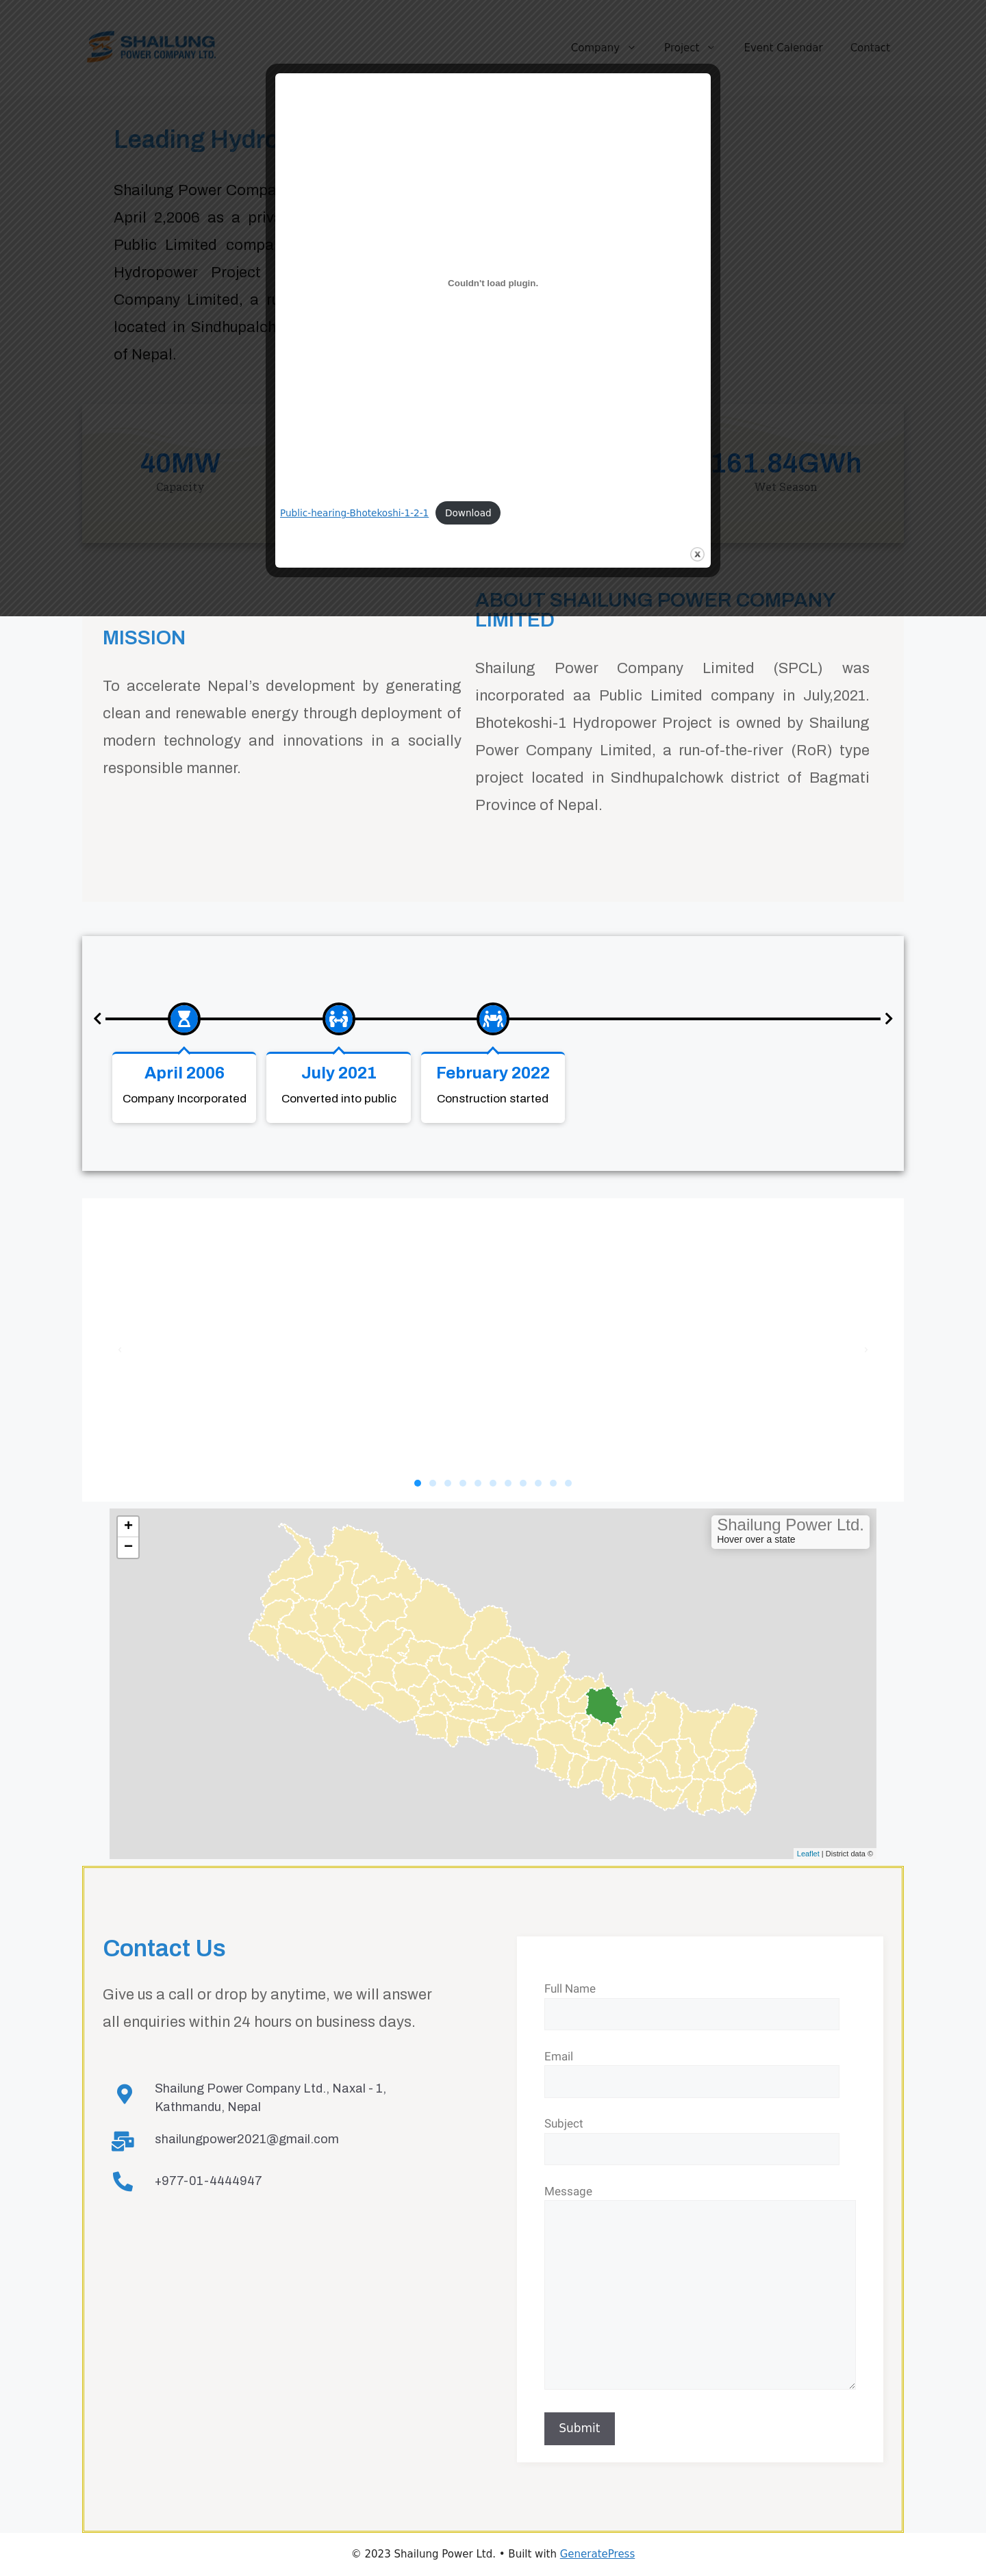 SHAILUNG
POWER COMPANY LTD.
Company
Project
Event Calendar
Contact
Leading Hydro
Shailung Power Compa
April 2,2006 as a priv
Public Limited compa
Hydropower Project
Company Limited, a r
located in Sindhupalch
of Nepal.
Couldn't load plugin.
40MW
Capacity
161.84GWh
Wet Season
Public-hearing-Bhotekoshi-1-2-1
Download
MISSION
To accelerate Nepal's development by generating
clean and renewable energy through deployment of
modern technology and innovations in a socially
responsible manner.
ABOUT SHAILUNG POWER COMPANY
LIMITED
Shailung Power Company Limited (SPCL) was
incorporated aa Public Limited company in July,2021.
Bhotekoshi-1 Hydropower Project is owned by Shailung
Power Company Limited, a run-of-the-river (RoR) type
project located in Sindhupalchowk district of Bagmati
Province of Nepal.
April 2006
Company Incorporated
July 2021
Converted into public
February 2022
Construction started
+
−
Shailung Power Ltd.
Hover over a state
Leaflet | District data ©
Contact Us
Give us a call or drop by anytime, we will answer
all enquiries within 24 hours on business days.
Shailung Power Company Ltd., Naxal - 1,
Kathmandu, Nepal
shailungpower2021@gmail.com
+977-01-4444947
Full Name
Email
Subject
Message
Submit
© 2023 Shailung Power Ltd. • Built with GeneratePress